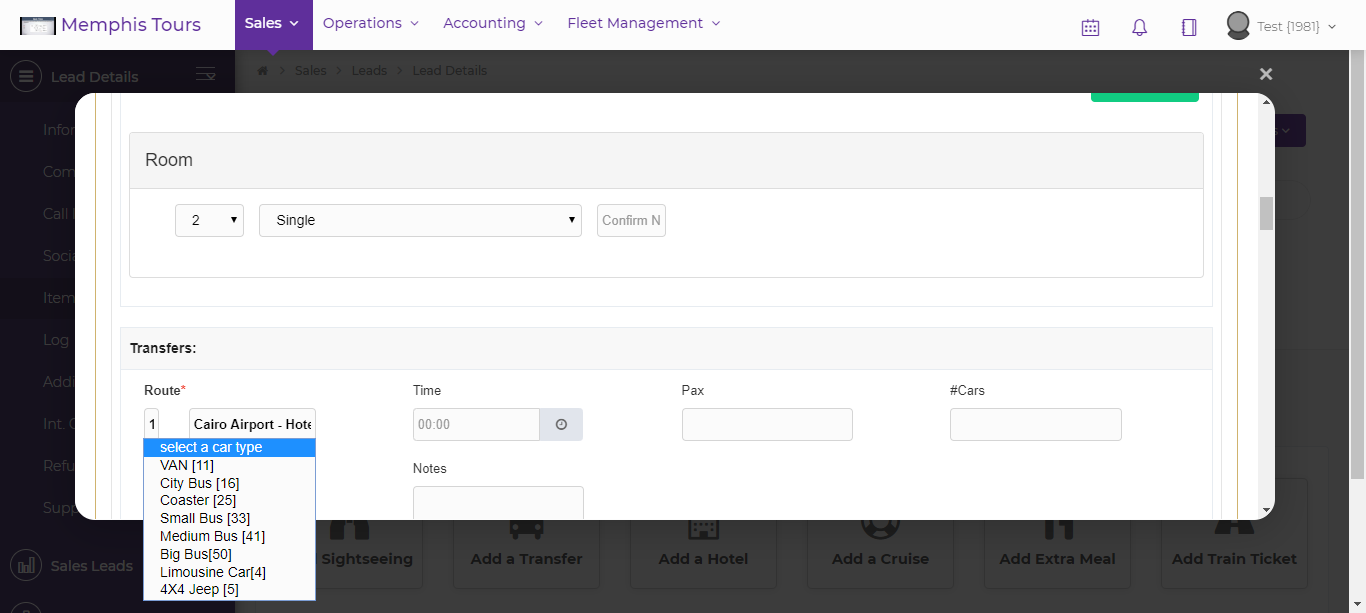 Memphis Tours
Sales
Operations
Accounting
Fleet Management
Test {1981}
Lead Details
Sales > Leads > Lead Details
Room
2
Single
Confirm N
Transfers:
Route*
Time
Pax
#Cars
1
Cairo Airport - Hote
00:00
Notes
select a car type
VAN [11]
City Bus [16]
Coaster [25]
Small Bus [33]
Medium Bus [41]
Big Bus[50]
Limousine Car[4]
4X4 Jeep [5]
Infor
Com
Call
Socia
Item
Log
Addi
Int. C
Refu
Supp
Sales Leads
Sightseeing
Add a Transfer
Add a Hotel
Add a Cruise
Add Extra Meal
Add Train Ticket